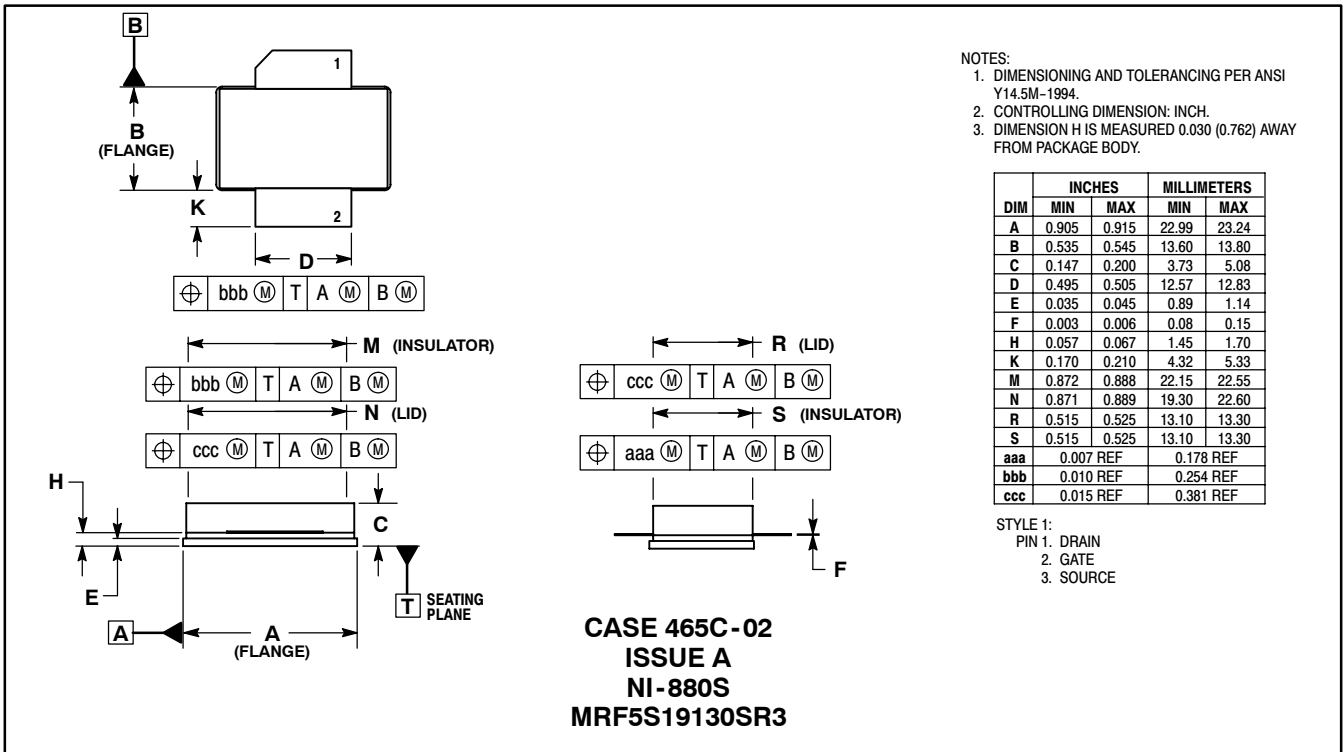 B
1
B
(FLANGE)
K
2
D
⌖ bbb Ⓜ T A Ⓜ B Ⓜ
M (INSULATOR)
⌖ bbb Ⓜ T A Ⓜ B Ⓜ
N (LID)
⌖ ccc Ⓜ T A Ⓜ B Ⓜ
H
C
E
T SEATING
PLANE
A
A
(FLANGE)
R (LID)
⌖ ccc Ⓜ T A Ⓜ B Ⓜ
S (INSULATOR)
⌖ aaa Ⓜ T A Ⓜ B Ⓜ
F
CASE 465C-02
ISSUE A
NI-880S
MRF5S19130SR3
NOTES:
1. DIMENSIONING AND TOLERANCING PER ANSI
Y14.5M-1994.
2. CONTROLLING DIMENSION: INCH.
3. DIMENSION H IS MEASURED 0.030 (0.762) AWAY
FROM PACKAGE BODY.
INCHES MILLIMETERS
DIM MIN MAX MIN MAX
A 0.905 0.915 22.99 23.24
B 0.535 0.545 13.60 13.80
C 0.147 0.200 3.73 5.08
D 0.495 0.505 12.57 12.83
E 0.035 0.045 0.89 1.14
F 0.003 0.006 0.08 0.15
H 0.057 0.067 1.45 1.70
K 0.170 0.210 4.32 5.33
M 0.872 0.888 22.15 22.55
N 0.871 0.889 19.30 22.60
R 0.515 0.525 13.10 13.30
S 0.515 0.525 13.10 13.30
aaa 0.007 REF 0.178 REF
bbb 0.010 REF 0.254 REF
ccc 0.015 REF 0.381 REF
STYLE 1:
PIN 1. DRAIN
2. GATE
3. SOURCE